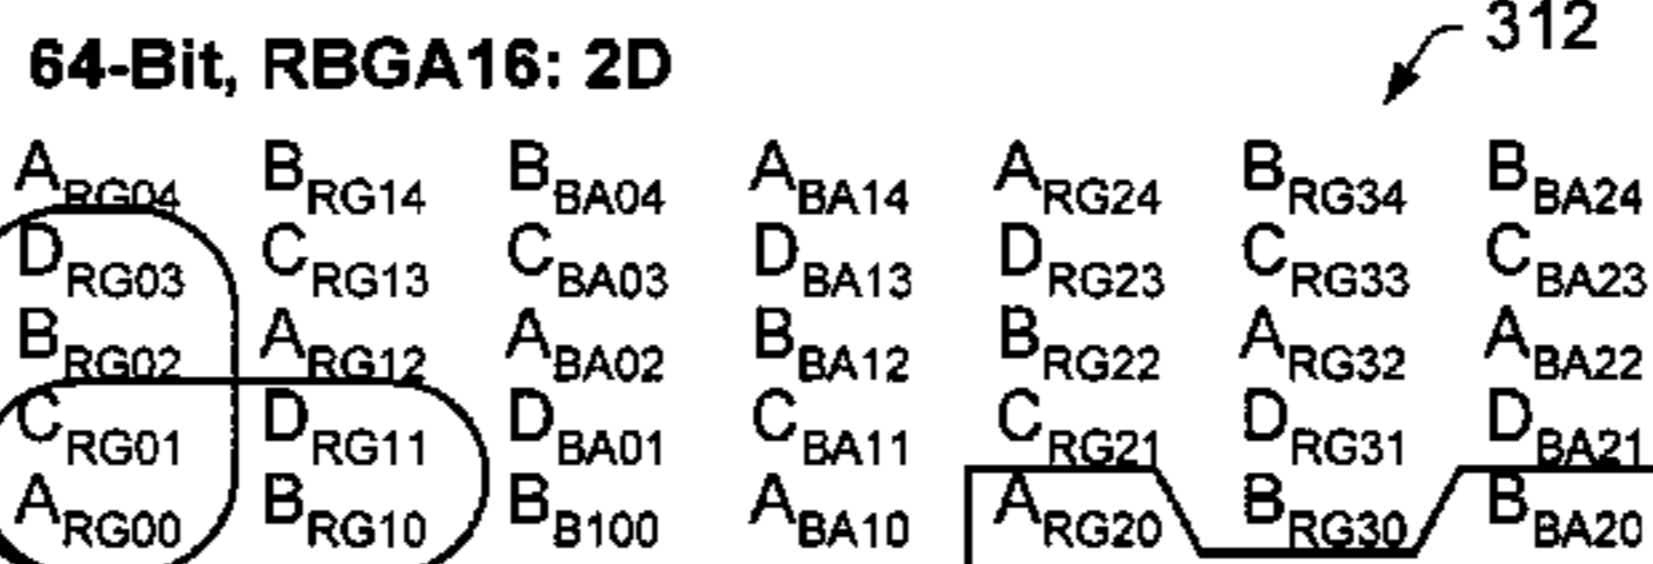 312
64-Bit, RBGA16: 2D
ARG04 BRG14 BBA04 ABA14 ARG24 BRG34 BBA24
DRG03 CRG13 CBA03 DBA13 DRG23 CRG33 CBA23
BRG02 ARG12 ABA02 BBA12 BRG22 ARG32 ABA22
CRG01 DRG11 DBA01 CBA11 CRG21 DRG31 DBA21
ARG00 BRG10 BB100 ABA10 ARG20 BRG30 BBA20